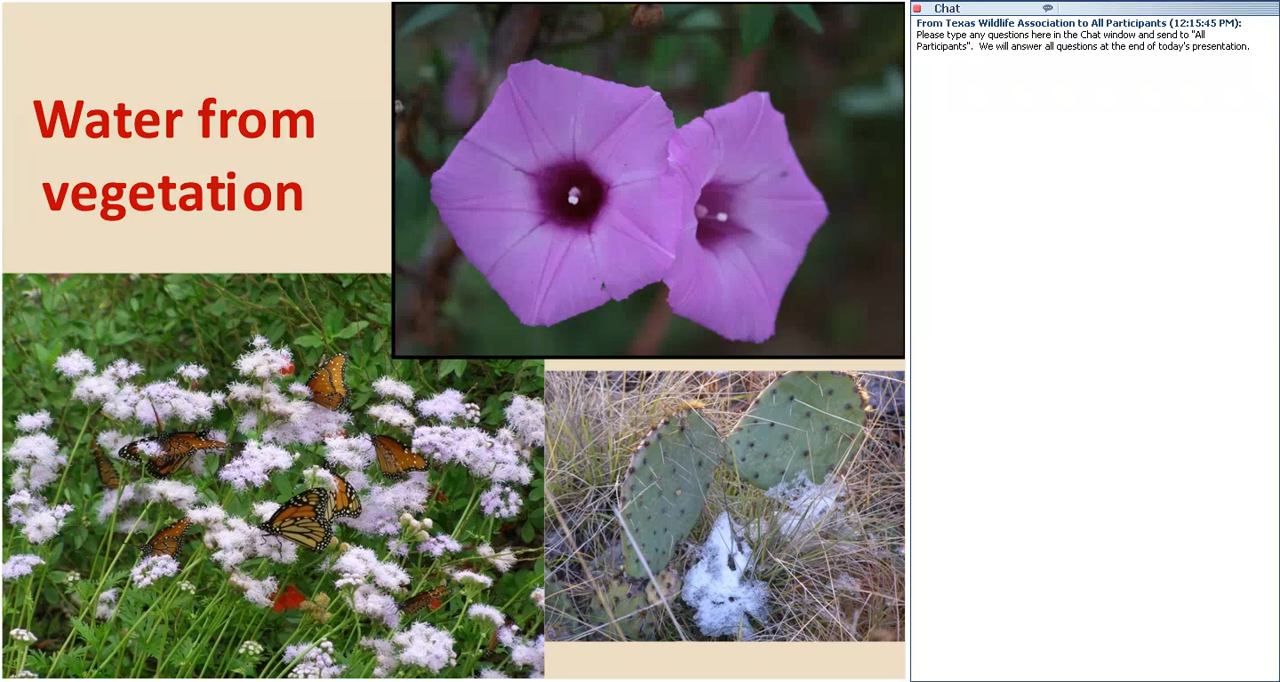 Water from
vegetation
Chat
From Texas Wildlife Association to All Participants (12:15:45 PM):
Please type any questions here in the Chat window and send to "All
Participants".  We will answer all questions at the end of today's presentation.